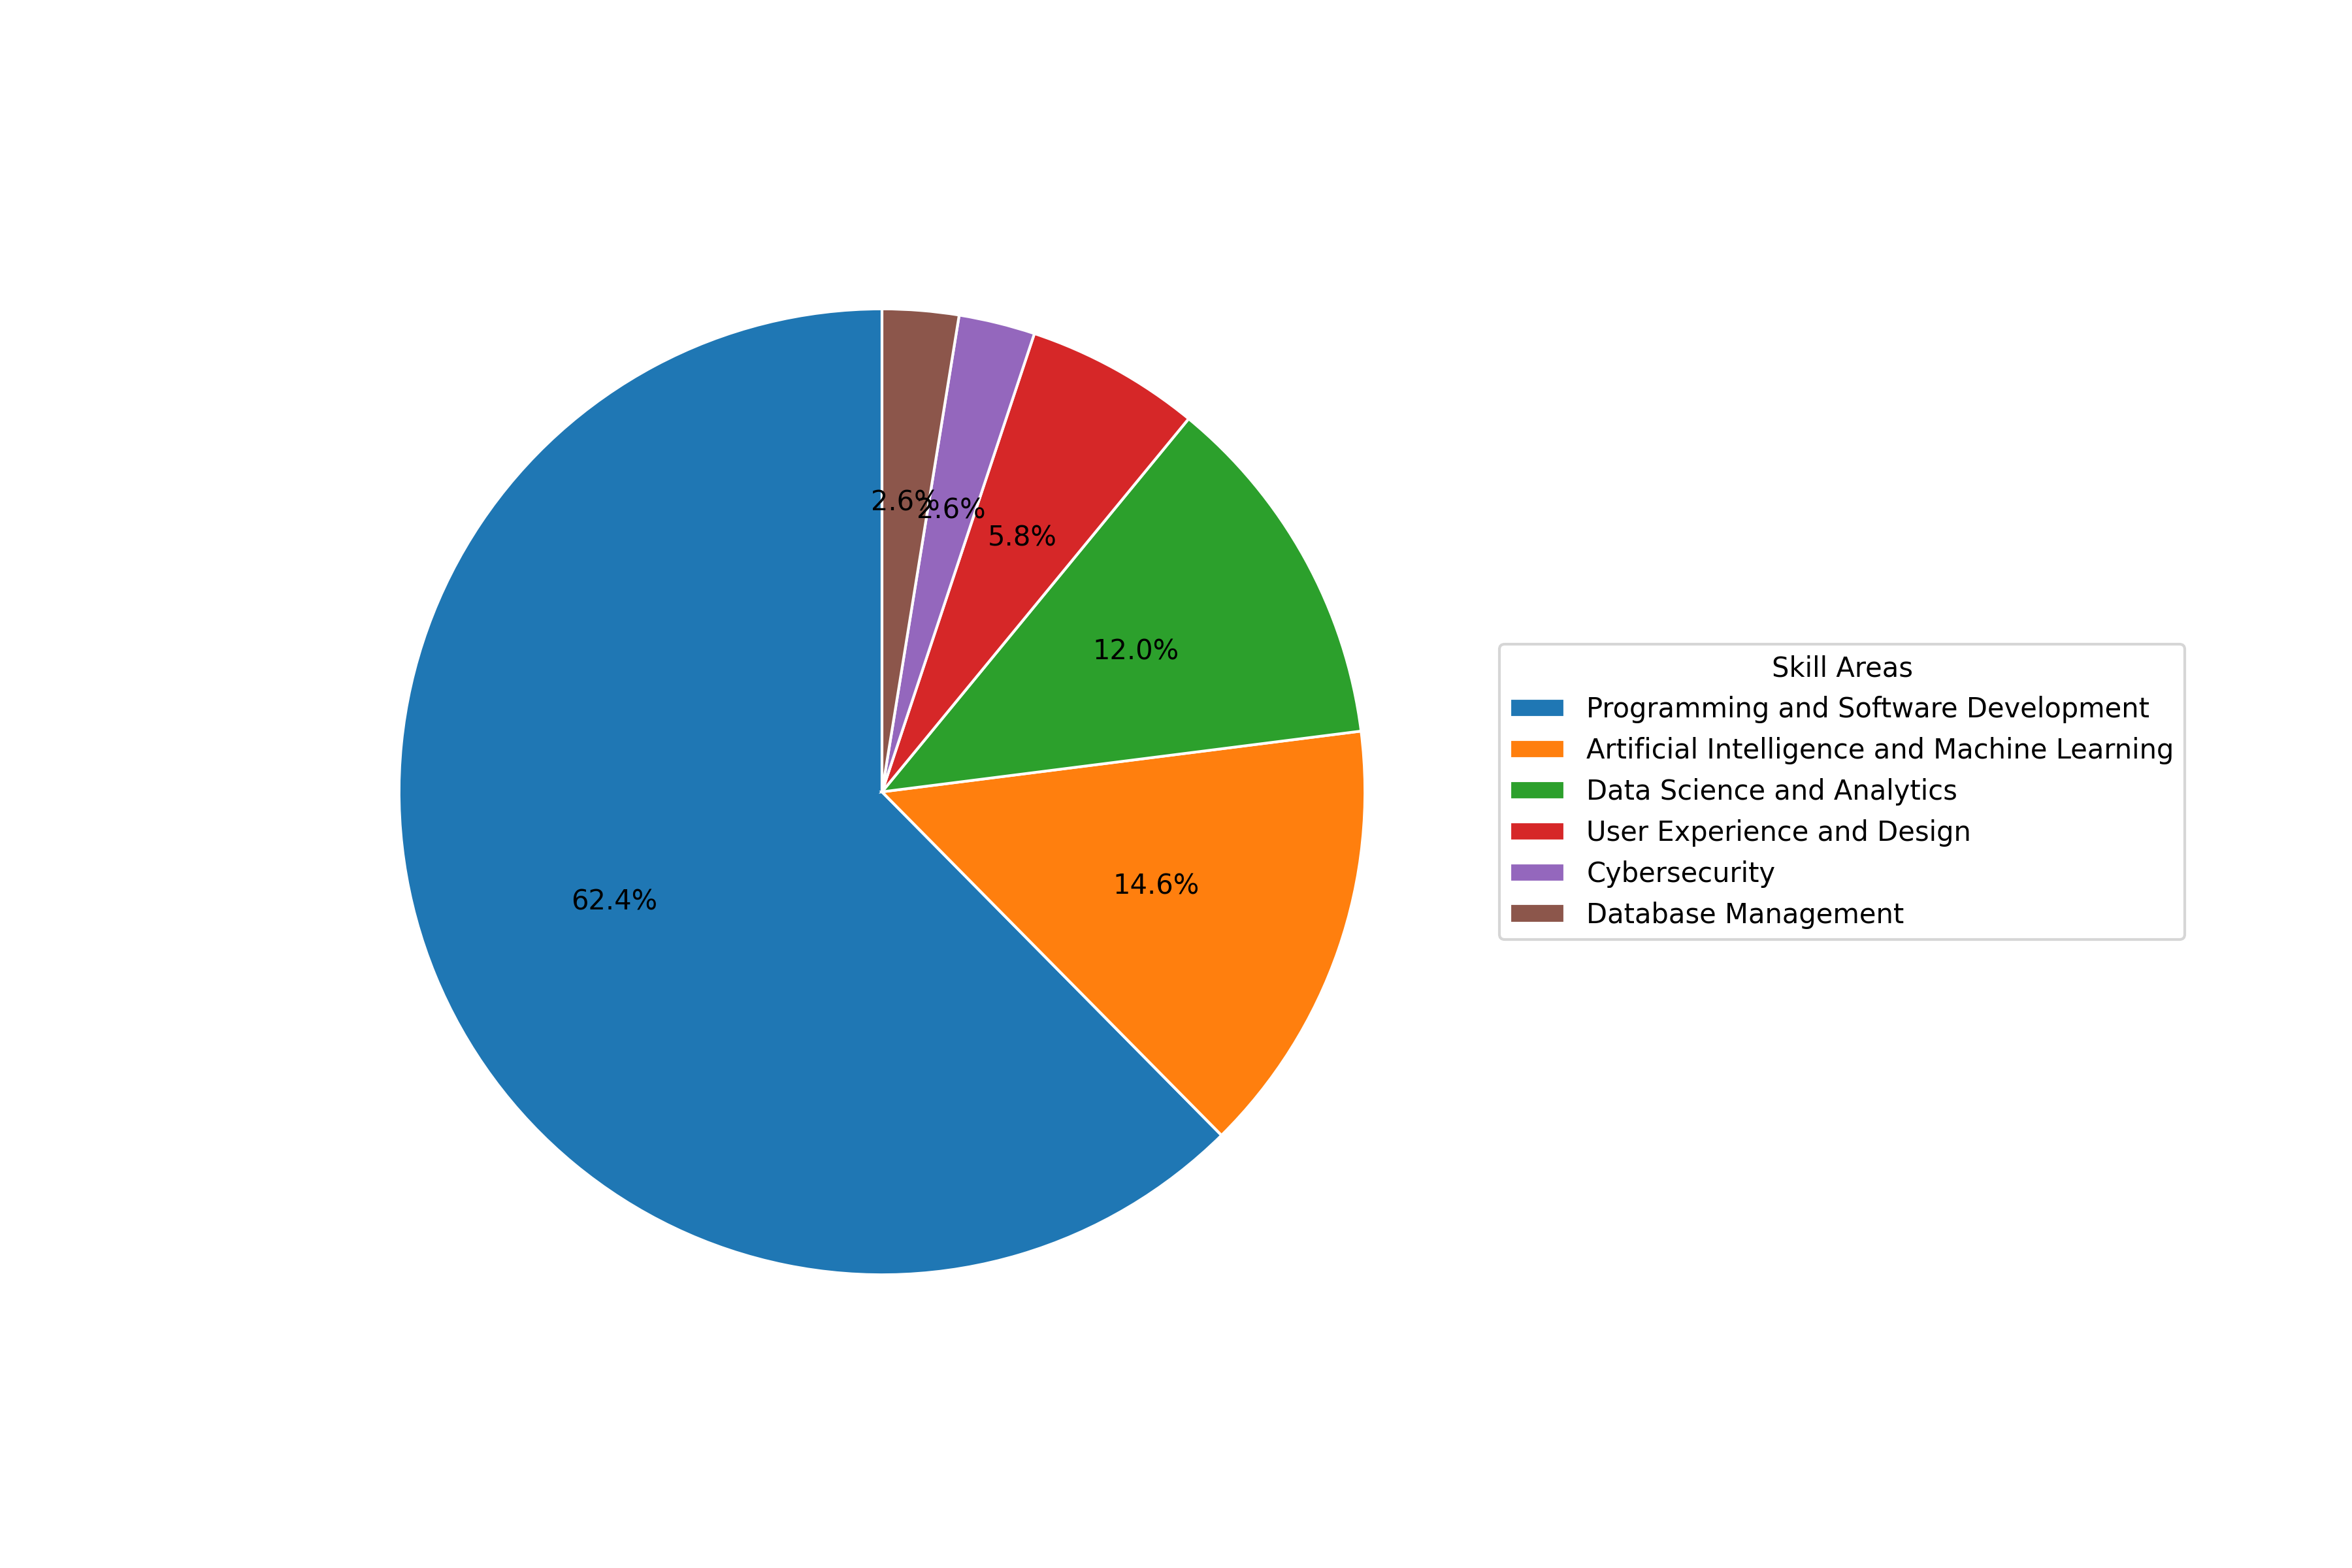 2.6%
2.6%
5.8%
12.0%
14.6%
62.4%
Skill Areas
Programming and Software Development
Artificial Intelligence and Machine Learning
Data Science and Analytics
User Experience and Design
Cybersecurity
Database Management